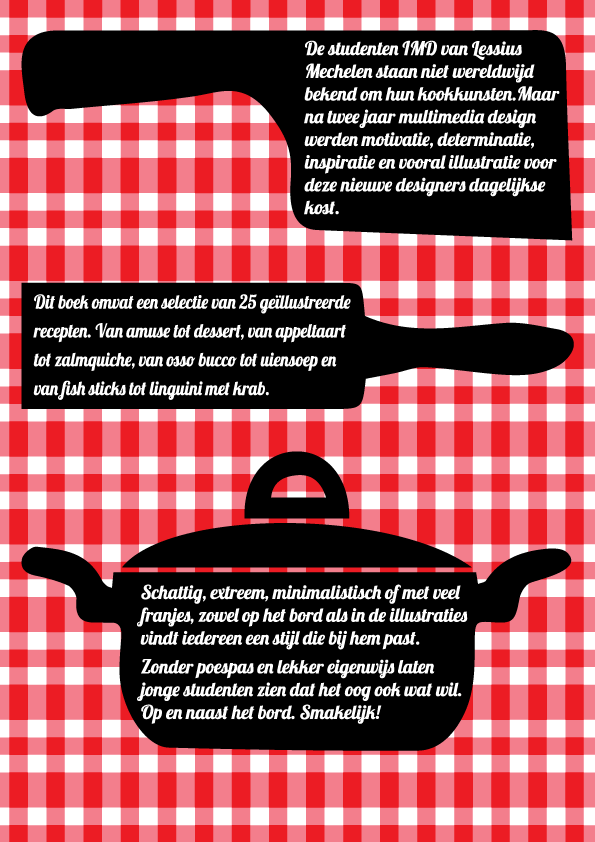 De studenten IMD van Lessius
Mechelen staan niet wereldwijd
bekend om hun kookkunsten.Maar
na twee jaar multimedia design
werden motivatie, determinatie,
inspiratie en vooral illustratie voor
deze nieuwe designers dagelijkse
kost.
Dit boek omvat een selectie van 25 geïllustreerde
recepten. Van amuse tot dessert, van appeltaart
tot zalmquiche, van osso bucco tot uiensoep en
van fish sticks tot linguini met krab.
Schattig, extreem, minimalistisch of met veel
franjes, zowel op het bord als in de illustraties
vindt iedereen een stijl die bij hem past.
Zonder poespas en lekker eigenwijs laten
jonge studenten zien dat het oog ook wat wil.
Op en naast het bord. Smakelijk!